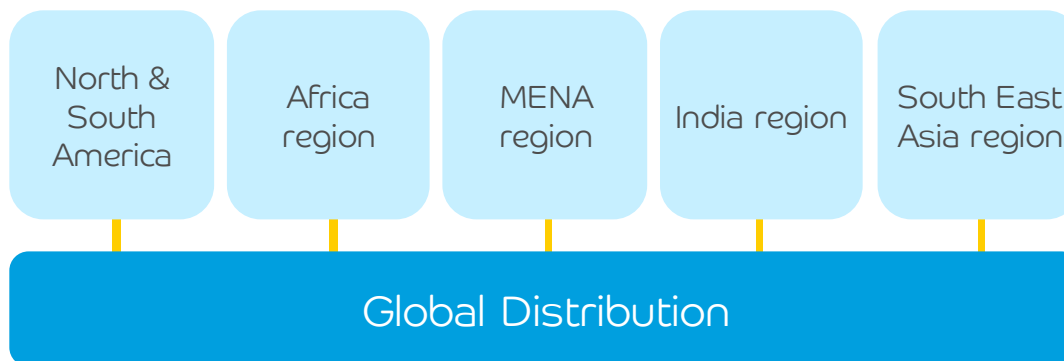 North &
South
America
Africa
region
MENA
region
India region
South East
Asia region
Global Distribution